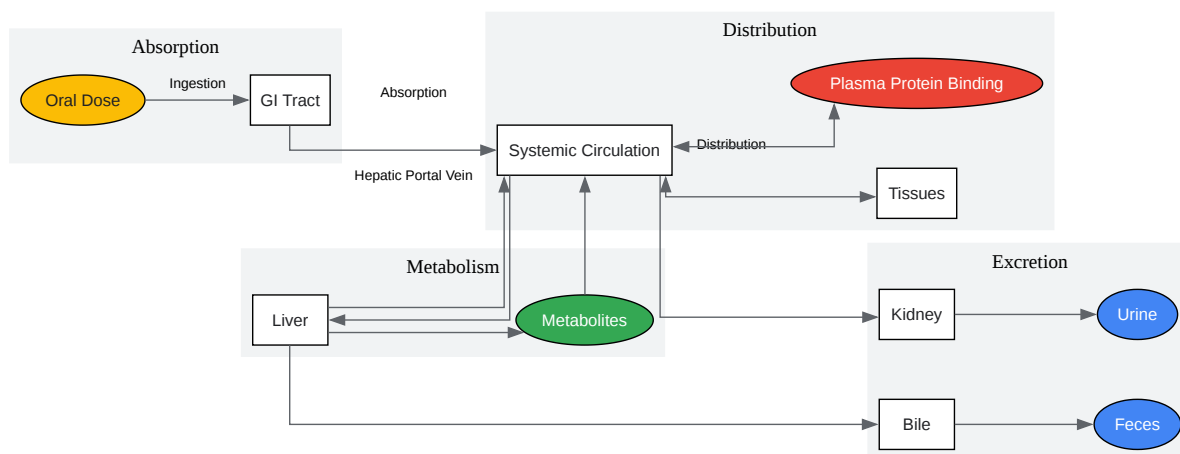 Absorption
Oral Dose
Ingestion
GI Tract
Absorption
Hepatic Portal Vein
Distribution
Plasma Protein Binding
Systemic Circulation
Distribution
Tissues
Metabolism
Liver
Metabolites
Excretion
Kidney
Urine
Bile
Feces